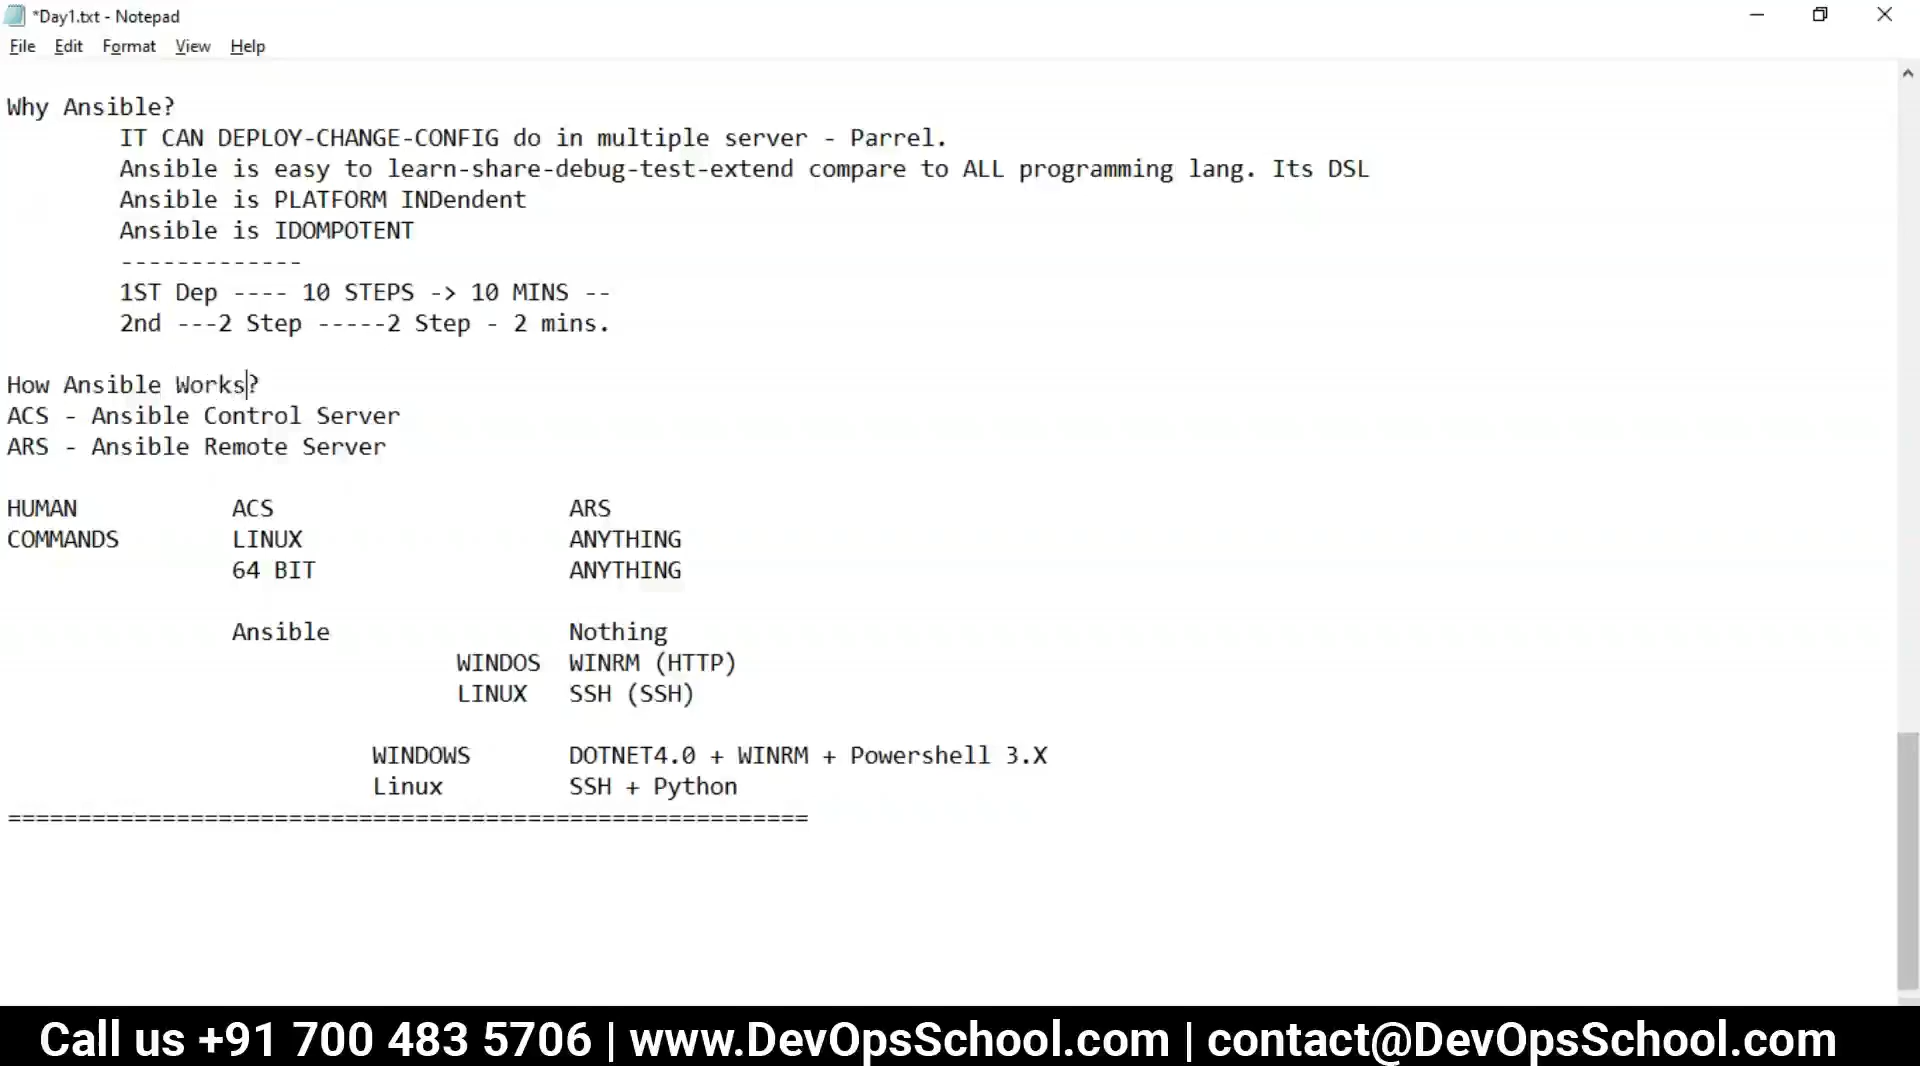 *Day1.txt - Notepad
File Edit Format View Help
Why Ansible?
IT CAN DEPLOY-CHANGE-CONFIG do in multiple server - Parrel.
Ansible is easy to learn-share-debug-test-extend compare to ALL programming lang. Its DSL
Ansible is PLATFORM INDendent
Ansible is IDOMPOTENT
-------------
1ST Dep ---- 10 STEPS -> 10 MINS --
2nd ---2 Step -----2 Step - 2 mins.
How Ansible Works?
ACS - Ansible Control Server
ARS - Ansible Remote Server
HUMAN ACS ARS
COMMANDS LINUX ANYTHING
64 BIT ANYTHING
Ansible Nothing
WINDOS WINRM (HTTP)
LINUX SSH (SSH)
WINDOWS DOTNET4.0 + WINRM + Powershell 3.X
Linux SSH + Python
=========================================================
Call us +91 700 483 5706 | www.DevOpsSchool.com | contact@DevOpsSchool.com